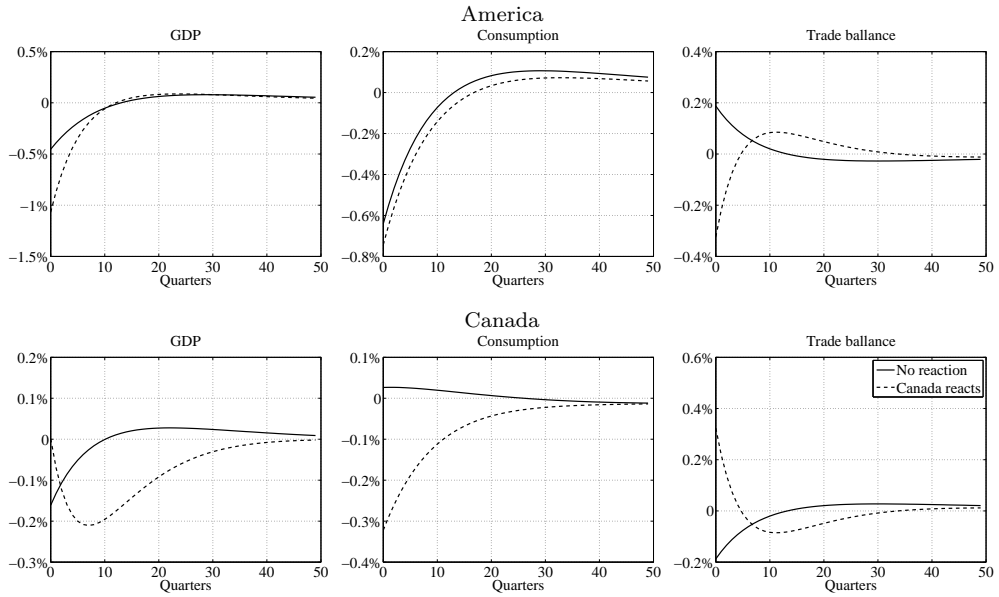 America
GDP
Consumption
Trade ballance
0.5%
0
−0.5%
−1%
−1.5%
0 10 20 30 40 50
Quarters
0.2%
0
−0.2%
−0.4%
−0.6%
−0.8%
0 10 20 30 40 50
Quarters
0.4%
0.2%
0
−0.2%
−0.4%
0 10 20 30 40 50
Quarters
Canada
GDP
Consumption
Trade ballance
0.2%
0.1%
0
−0.1%
−0.2%
−0.3%
0 10 20 30 40 50
Quarters
0.1%
0
−0.1%
−0.2%
−0.3%
−0.4%
0 10 20 30 40 50
Quarters
0.6%
0.4%
0.2%
0
−0.2%
0 10 20 30 40 50
Quarters
No reaction
Canada reacts